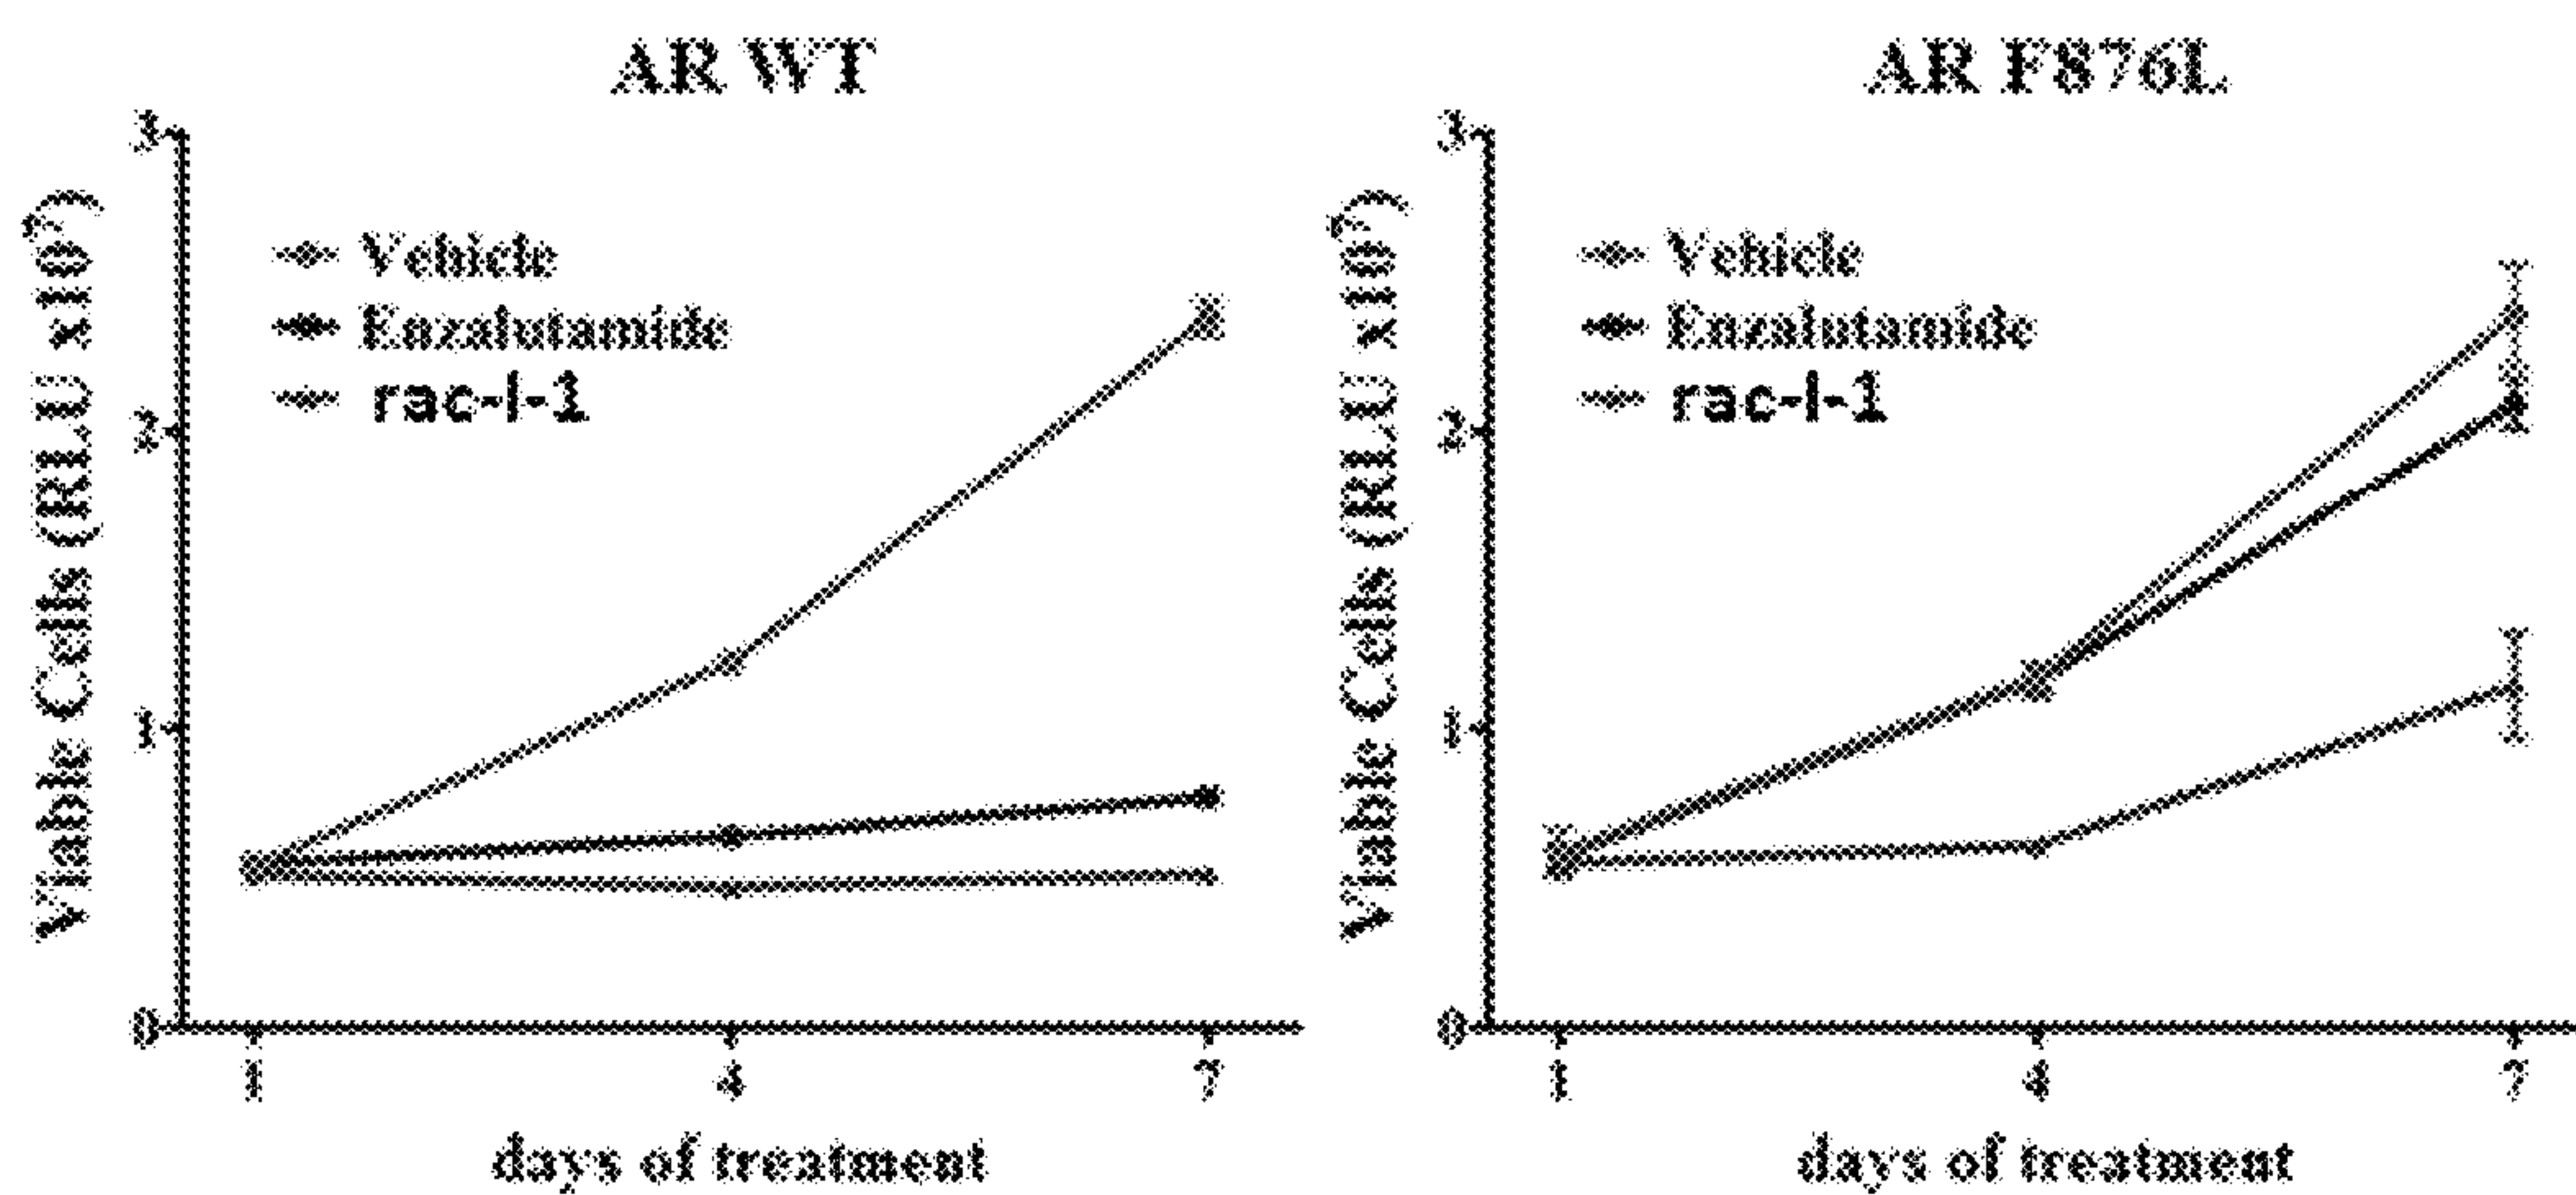 AR WT
3
2
1
0
Viable Cells (RLU x10⁷)
Vehicle
Enzalutamide
rac-I-1
1 4 7
days of treatment
AR F876L
3
2
1
0
Viable Cells (RLU x10⁷)
Vehicle
Enzalutamide
rac-I-1
1 4 7
days of treatment